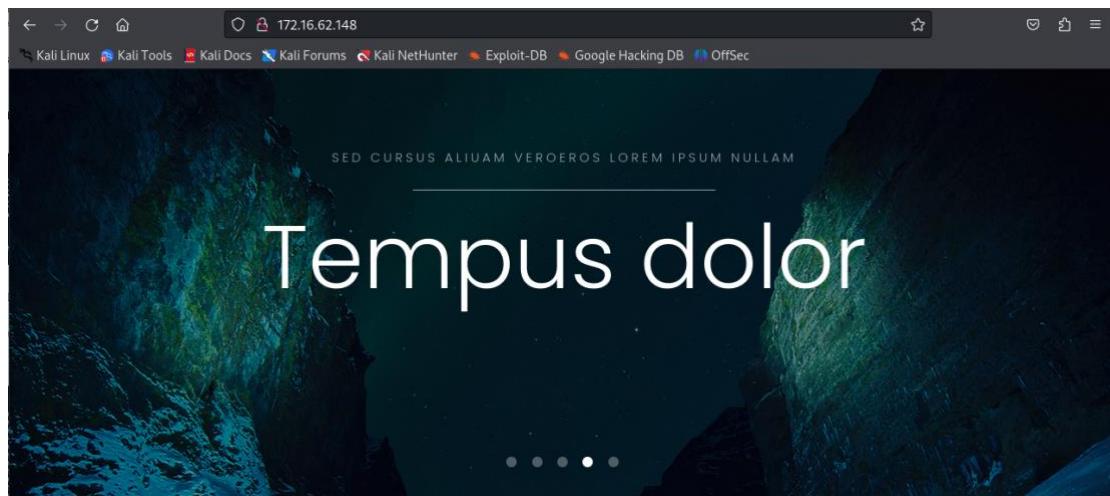 172.16.62.148
Kali Linux Kali Tools Kali Docs Kali Forums Kali NetHunter Exploit-DB Google Hacking DB OffSec
SED CURSUS ALIUAM VEROEROS LOREM IPSUM NULLAM
Tempus dolor